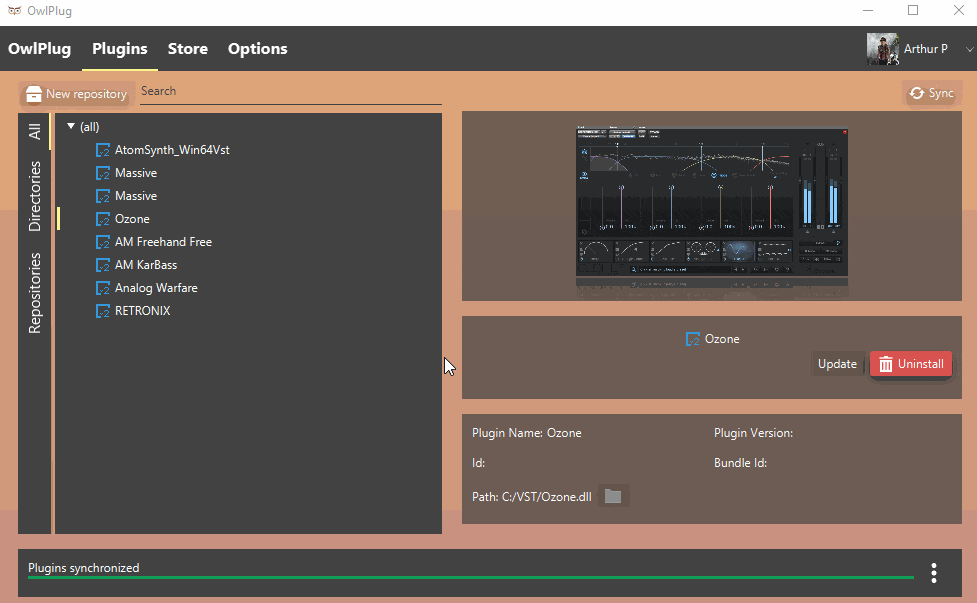 OwlPlug
OwlPlug Plugins Store Options Arthur P
New repository Search Sync
All
Directories
Repositories
(all)
AtomSynth_Win64Vst
Massive
Massive
Ozone
AM Freehand Free
AM KarBass
Analog Warfare
RETRONIX
Ozone
Update Uninstall
Plugin Name: Ozone Plugin Version:
Id: Bundle Id:
Path: C:/VST/Ozone.dll
Plugins synchronized